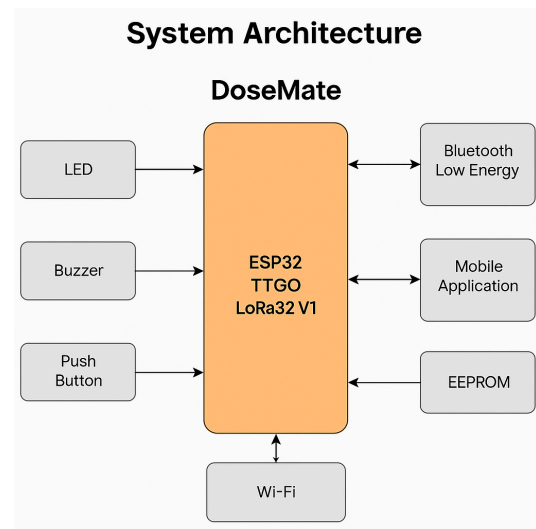 System Architecture
DoseMate
LED
Buzzer
Push
Button
ESP32
TTGO
LoRa32 V1
Bluetooth
Low Energy
Mobile
Application
EEPROM
Wi-Fi